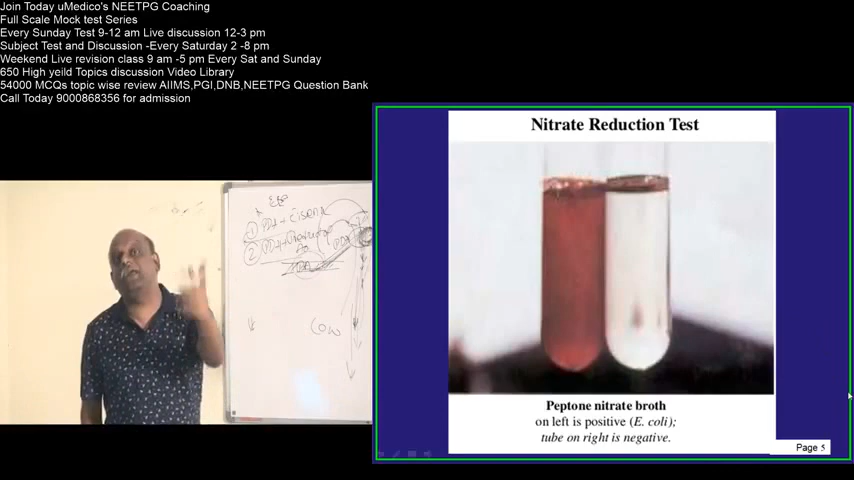 Join Today uMedico's NEETPG Coaching
Full Scale Mock test Series
Every Sunday Test 9-12 am Live discussion 12-3 pm
Subject Test and Discussion -Every Saturday 2 -8 pm
Weekend Live revision class 9 am -5 pm Every Sat and Sunday
650 High yeild Topics discussion Video Library
54000 MCQs topic wise review AIIMS,PGI,DNB,NEETPG Question Bank
Call Today 9000868356 for admission
Nitrate Reduction Test
Peptone nitrate broth
on left is positive (E. coli);
tube on right is negative.
Page 5
1
2